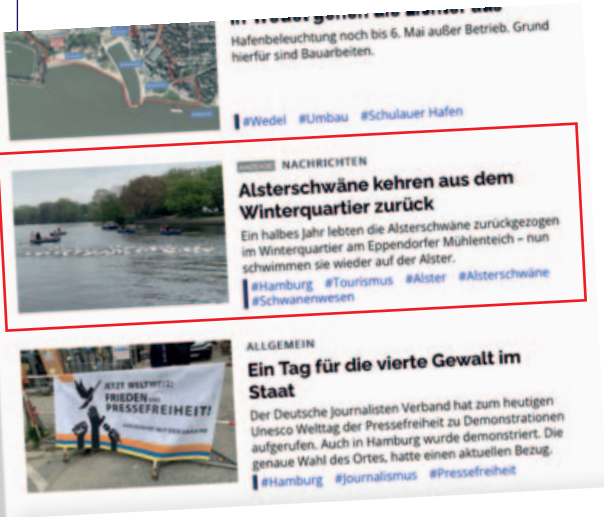 Hafenbeleuchtung noch bis 6. Mai außer Betrieb. Grund
hierfür sind Bauarbeiten.
#Wedel #Umbau #Schulauer Hafen
NACHRICHTEN
Alsterschwäne kehren aus dem
Winterquartier zurück
Ein halbes Jahr lebten die Alsterschwäne zurückgezogen
im Winterquartier am Eppendorfer Mühlenteich – nun
schwimmen sie wieder auf der Alster.
#Hamburg #Tourismus #Alster #Alsterschwäne
#Schwanenwesen
ALLGEMEIN
Ein Tag für die vierte Gewalt im
Staat
JETZT WELTWEIT:
FRIEDEN UND
PRESSEFREIHEIT!
Der Deutsche Journalisten Verband hat zum heutigen
Unesco Welttag der Pressefreiheit zu Demonstrationen
aufgerufen. Auch in Hamburg wurde demonstriert. Die
genaue Wahl des Ortes, hatte einen aktuellen Bezug.
#Hamburg #Journalismus #Pressefreiheit